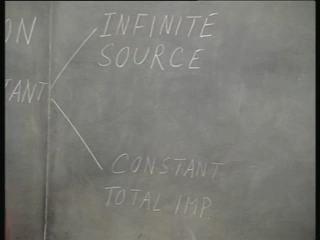 ON
INFINITE
SOURCE
TANT
CONSTANT
TOTAL IMP.